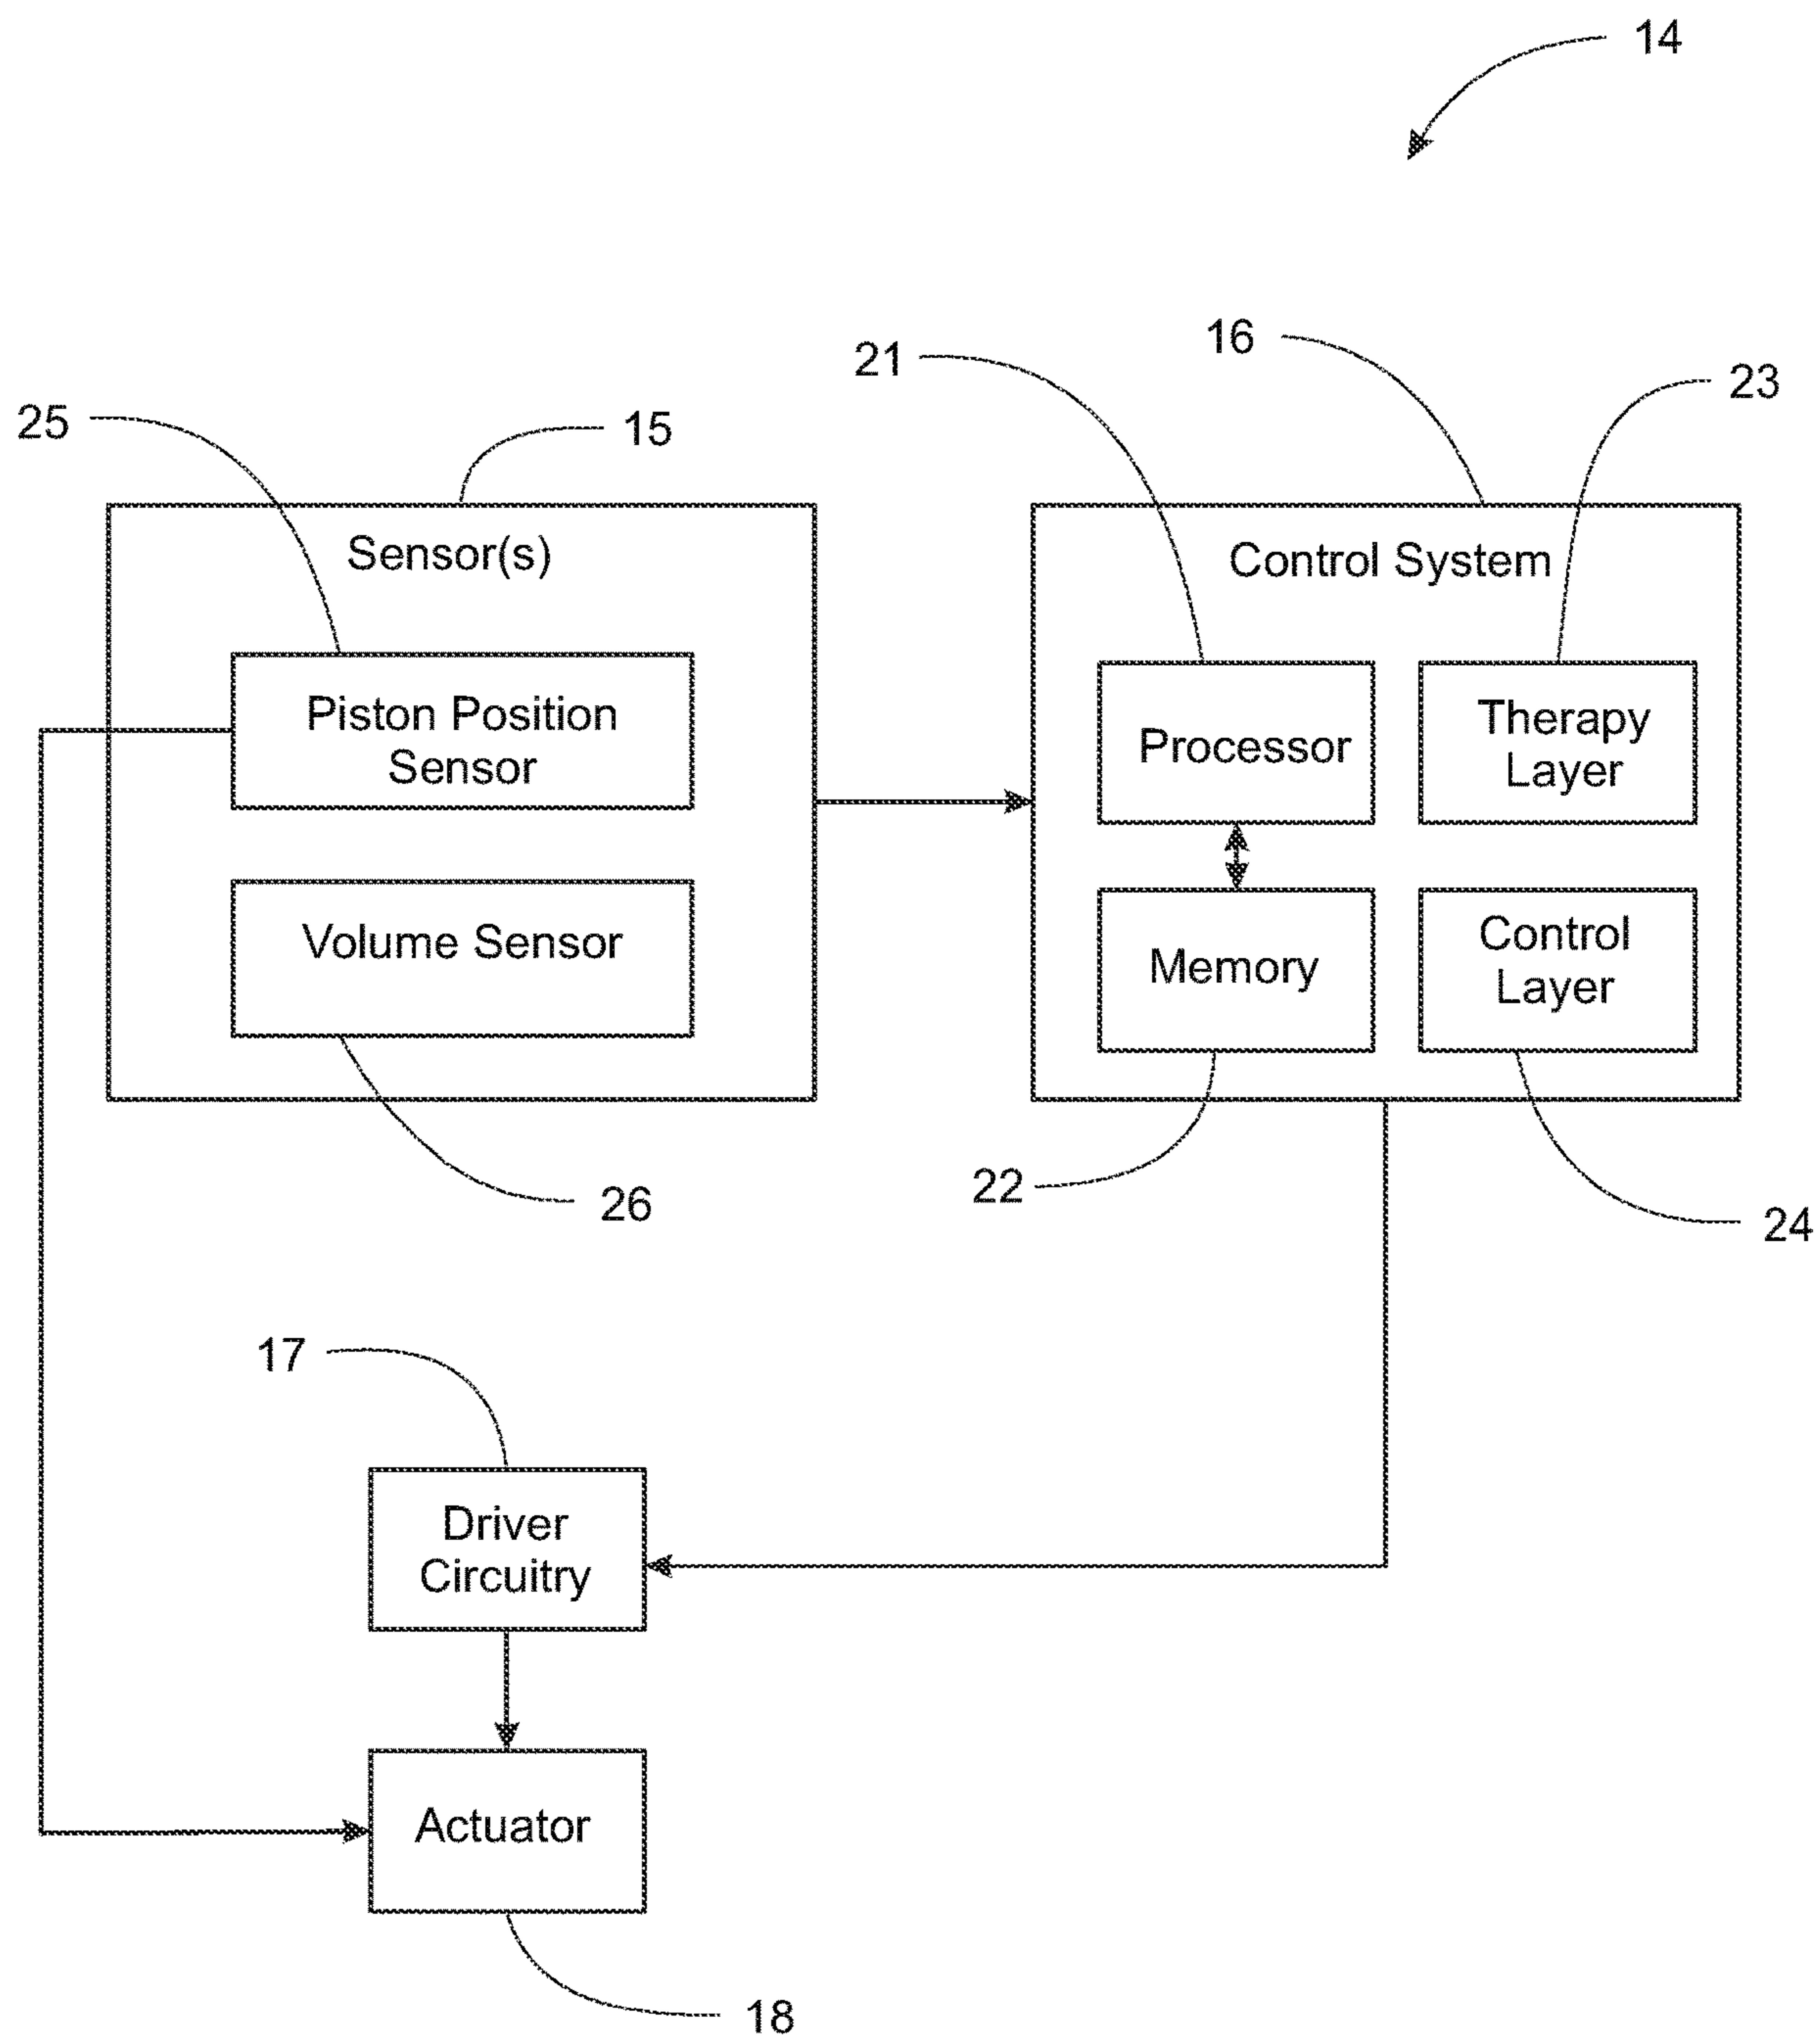 14
16
21
23
25
15
Sensor(s)
Control System
Piston Position
Sensor
Processor
Therapy
Layer
Volume Sensor
Memory
Control
Layer
22
26
24
17
Driver
Circuitry
Actuator
18